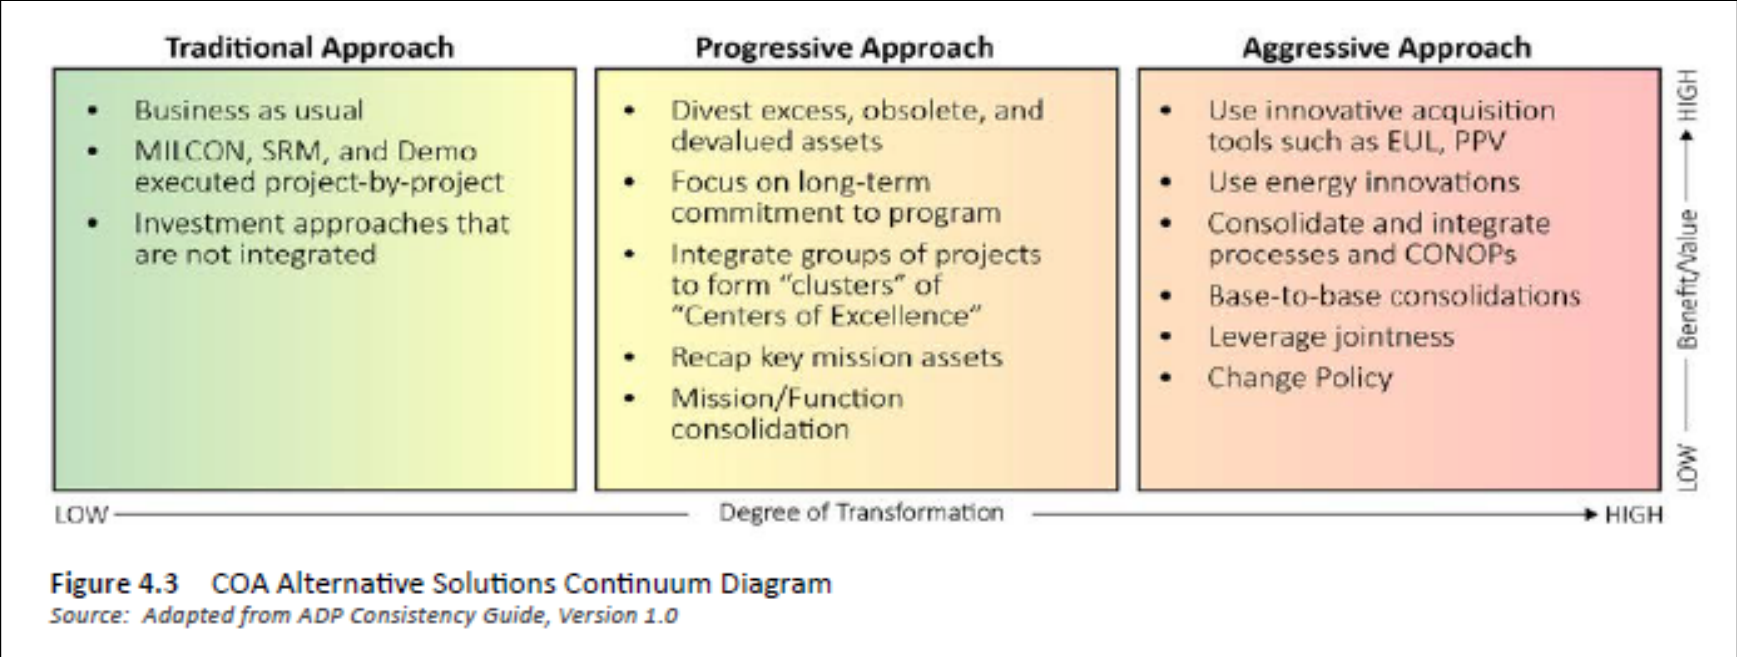 Traditional Approach
• Business as usual
• MILCON, SRM, and Demo
executed project-by-project
• Investment approaches that
are not integrated
Progressive Approach
• Divest excess, obsolete, and
devalued assets
• Focus on long-term
commitment to program
• Integrate groups of projects
to form “clusters” of
“Centers of Excellence”
• Recap key mission assets
• Mission/Function
consolidation
Aggressive Approach
• Use innovative acquisition
tools such as EUL, PPV
• Use energy innovations
• Consolidate and integrate
processes and CONOPs
• Base-to-base consolidations
• Leverage jointness
• Change Policy
LOW Benefit/Value HIGH
LOW Degree of Transformation HIGH
Figure 4.3 COA Alternative Solutions Continuum Diagram
Source: Adapted from ADP Consistency Guide, Version 1.0